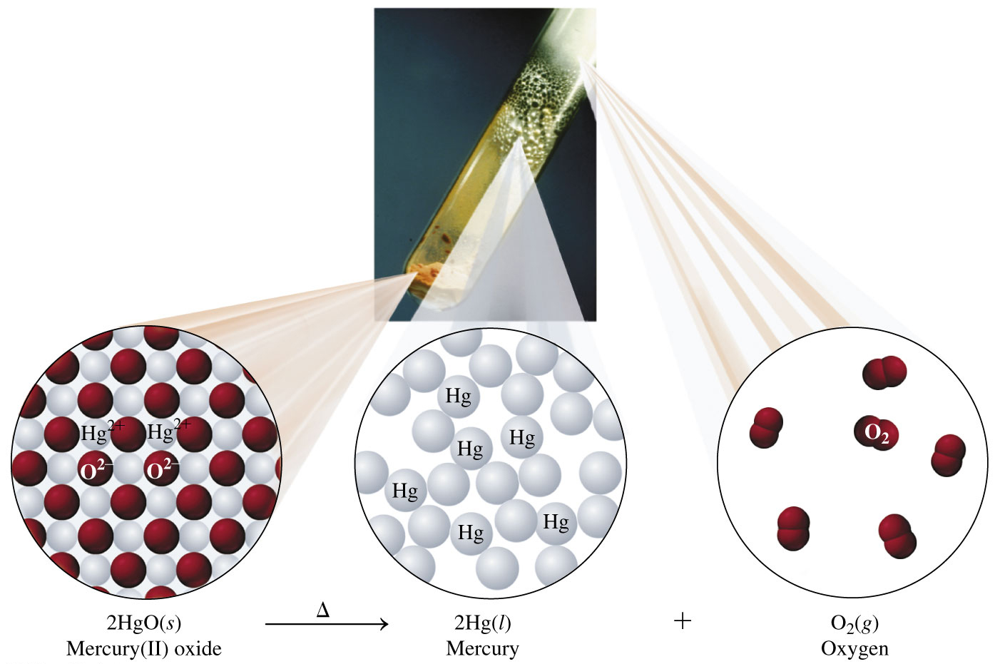 Hg²⁺ Hg²⁺
O²⁻ O²⁻
Hg
Hg
Hg
Hg
Hg
Hg
O₂
Δ
2HgO(s) → 2Hg(l) + O₂(g)
Mercury(II) oxide Mercury Oxygen